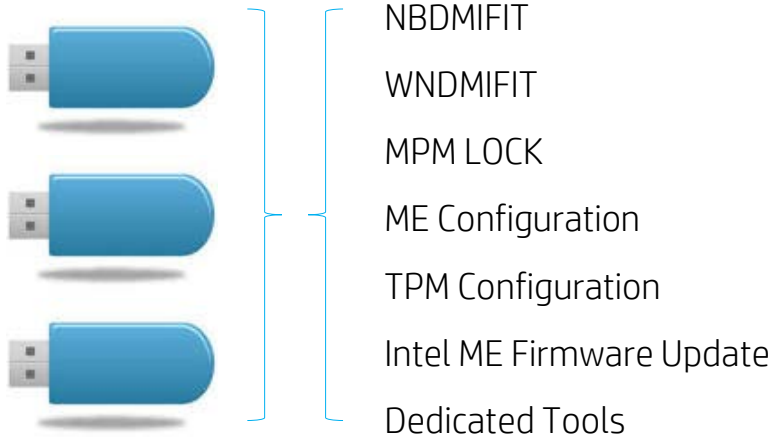 NBDMIFIT
WNDMIFIT
MPM LOCK
ME Configuration
TPM Configuration
Intel ME Firmware Update
Dedicated Tools